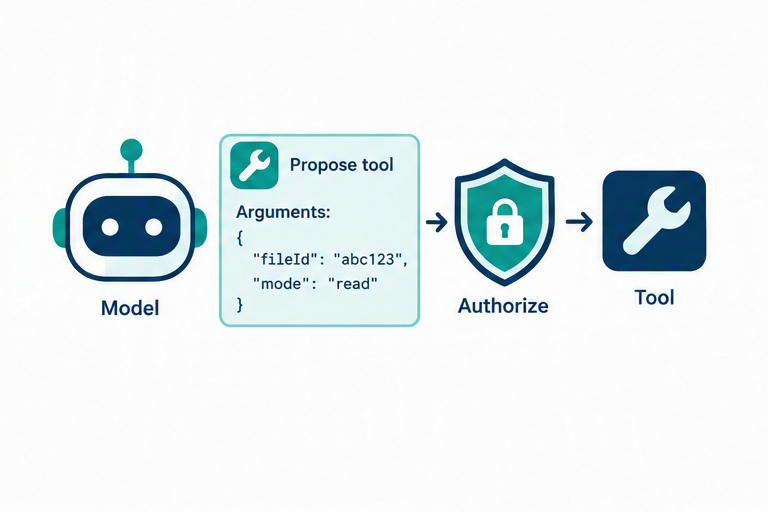 Propose tool
Arguments:
{
"fileId": "abc123",
"mode": "read"
}
Model
Authorize
Tool